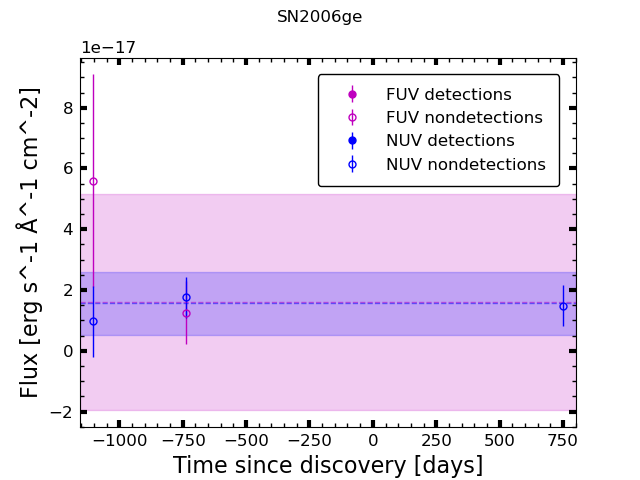 SN2006ge
1e−17
FUV detections
FUV nondetections
NUV detections
NUV nondetections
8
6
4
2
0
−2
−1000 −750 −500 −250 0 250 500 750
Flux [erg s^-1 Å^-1 cm^-2]
Time since discovery [days]